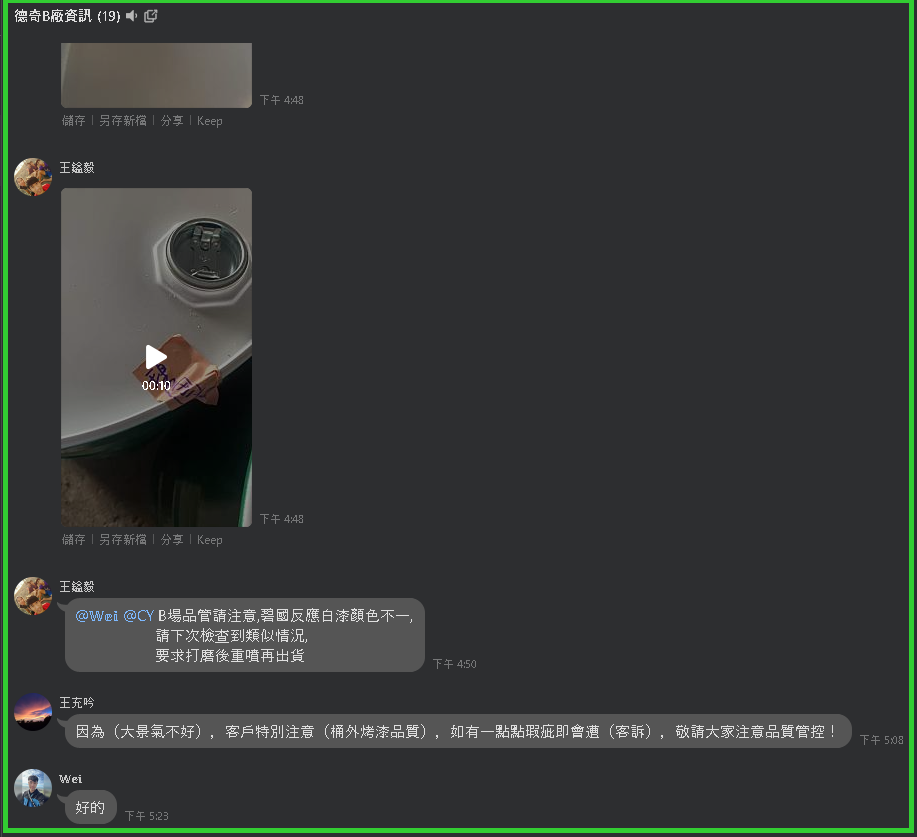 德奇B廠資訊 (19)
下午 4:48
儲存 | 另存新檔 | 分享 | Keep
王鎰毅
00:10
下午 4:48
儲存 | 另存新檔 | 分享 | Keep
王鎰毅
@Wei @CY B場品管請注意,碧國反應白漆顏色不一,
請下次檢查到類似情況,
要求打磨後重噴再出貨
下午 4:50
王充吟
因為（大景氣不好），客戶特別注意（桶外烤漆品質），如有一點點瑕疵即會遭（客訴），敬請大家注意品質管控！
下午 5:08
Wei
好的
下午 5:23